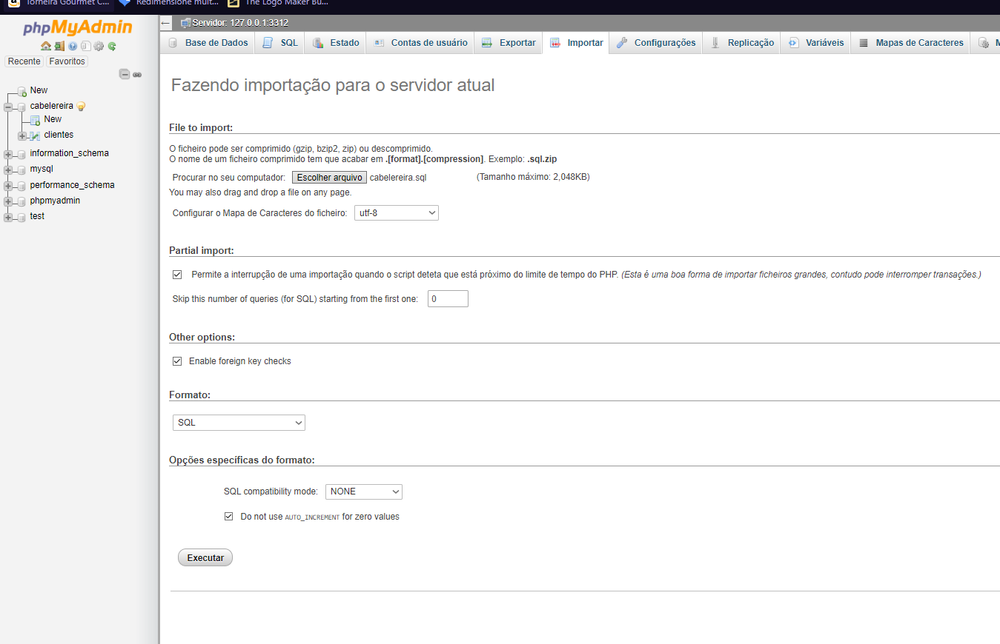 Torneira Gourmet C... Redimensione mult... The Logo Maker Bu...
phpMyAdmin
Recente Favoritos
New
cabelereira
New
clientes
information_schema
mysql
performance_schema
phpmyadmin
test
Servidor: 127.0.0.1:3312
Base de Dados SQL Estado Contas de usuário Exportar Importar Configurações Replicação Variáveis Mapas de Caracteres
Fazendo importação para o servidor atual
File to import:
O ficheiro pode ser comprimido (gzip, bzip2, zip) ou descomprimido.
O nome de um ficheiro comprimido tem que acabar em .[format].[compression]. Exemplo: .sql.zip
Procurar no seu computador: Escolher arquivo cabelereira.sql (Tamanho máximo: 2,048KB)
You may also drag and drop a file on any page.
Configurar o Mapa de Caracteres do ficheiro: utf-8
Partial import:
Permite a interrupção de uma importação quando o script deteta que está próximo do limite de tempo do PHP. (Esta é uma boa forma de importar ficheiros grandes, contudo pode interromper transações.)
Skip this number of queries (for SQL) starting from the first one: 0
Other options:
Enable foreign key checks
Formato:
SQL
Opções específicas do formato:
SQL compatibility mode: NONE
Do not use AUTO_INCREMENT for zero values
Executar